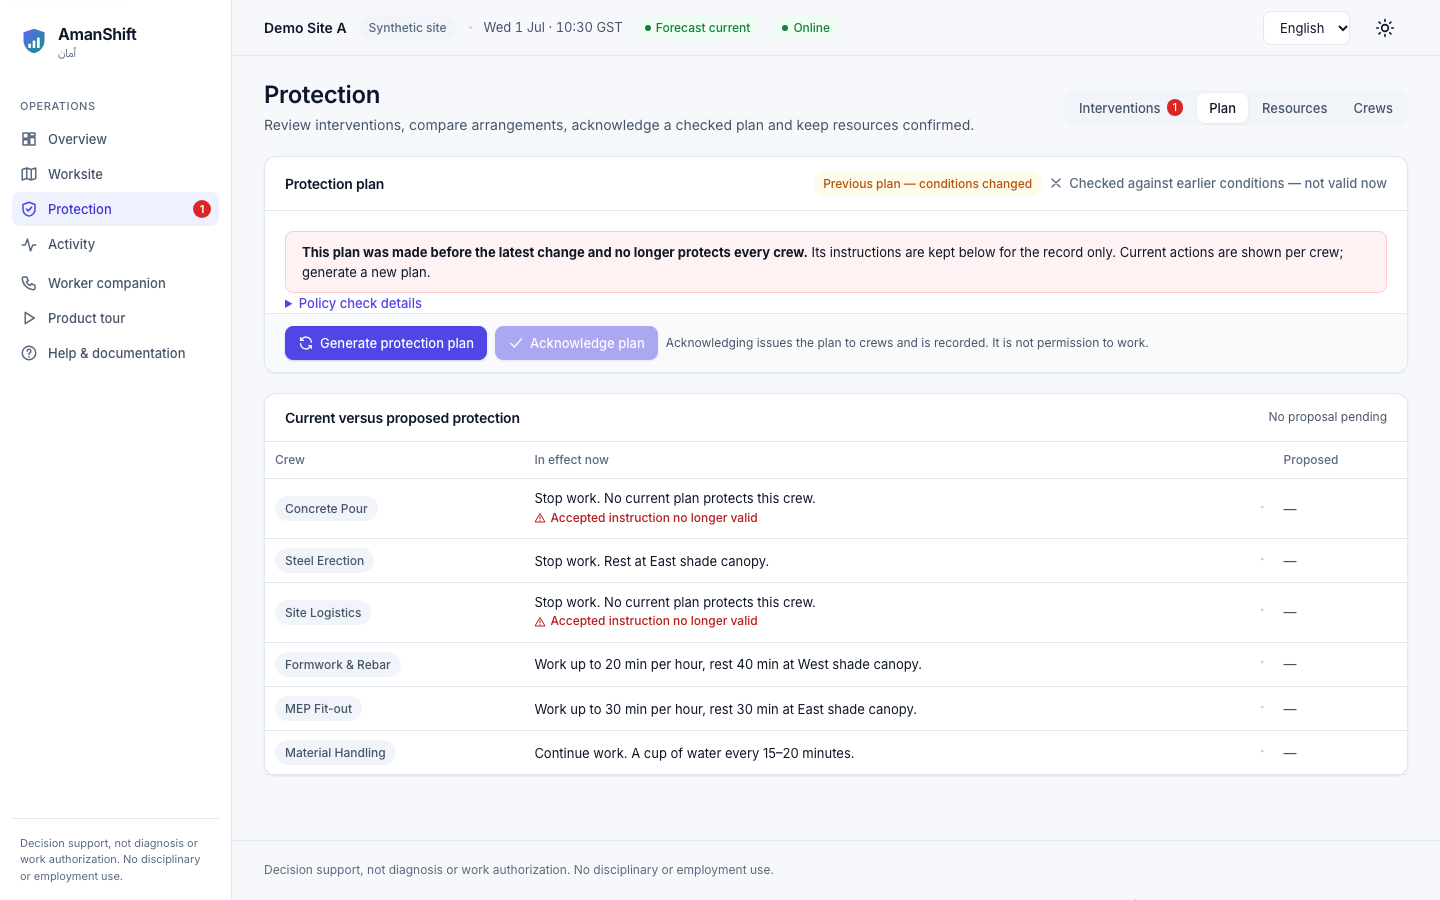 AmanShift
أمان
OPERATIONS
Overview
Worksite
Protection 1
Activity
Worker companion
Product tour
Help & documentation
Decision support, not diagnosis or
work authorization. No disciplinary
or employment use.
Demo Site A Synthetic site · Wed 1 Jul · 10:30 GST Forecast current Online English
Protection
Review interventions, compare arrangements, acknowledge a checked plan and keep resources confirmed.
Interventions 1 Plan Resources Crews
Protection plan Previous plan — conditions changed Checked against earlier conditions — not valid now
This plan was made before the latest change and no longer protects every crew. Its instructions are kept below for the record only. Current actions are shown per crew;
generate a new plan.
Policy check details
Generate protection plan Acknowledge plan Acknowledging issues the plan to crews and is recorded. It is not permission to work.
Current versus proposed protection No proposal pending
Crew In effect now Proposed
Concrete Pour Stop work. No current plan protects this crew. —
Accepted instruction no longer valid
Steel Erection Stop work. Rest at East shade canopy. —
Site Logistics Stop work. No current plan protects this crew. —
Accepted instruction no longer valid
Formwork & Rebar Work up to 20 min per hour, rest 40 min at West shade canopy. —
MEP Fit-out Work up to 30 min per hour, rest 30 min at East shade canopy. —
Material Handling Continue work. A cup of water every 15–20 minutes. —
Decision support, not diagnosis or work authorization. No disciplinary or employment use.